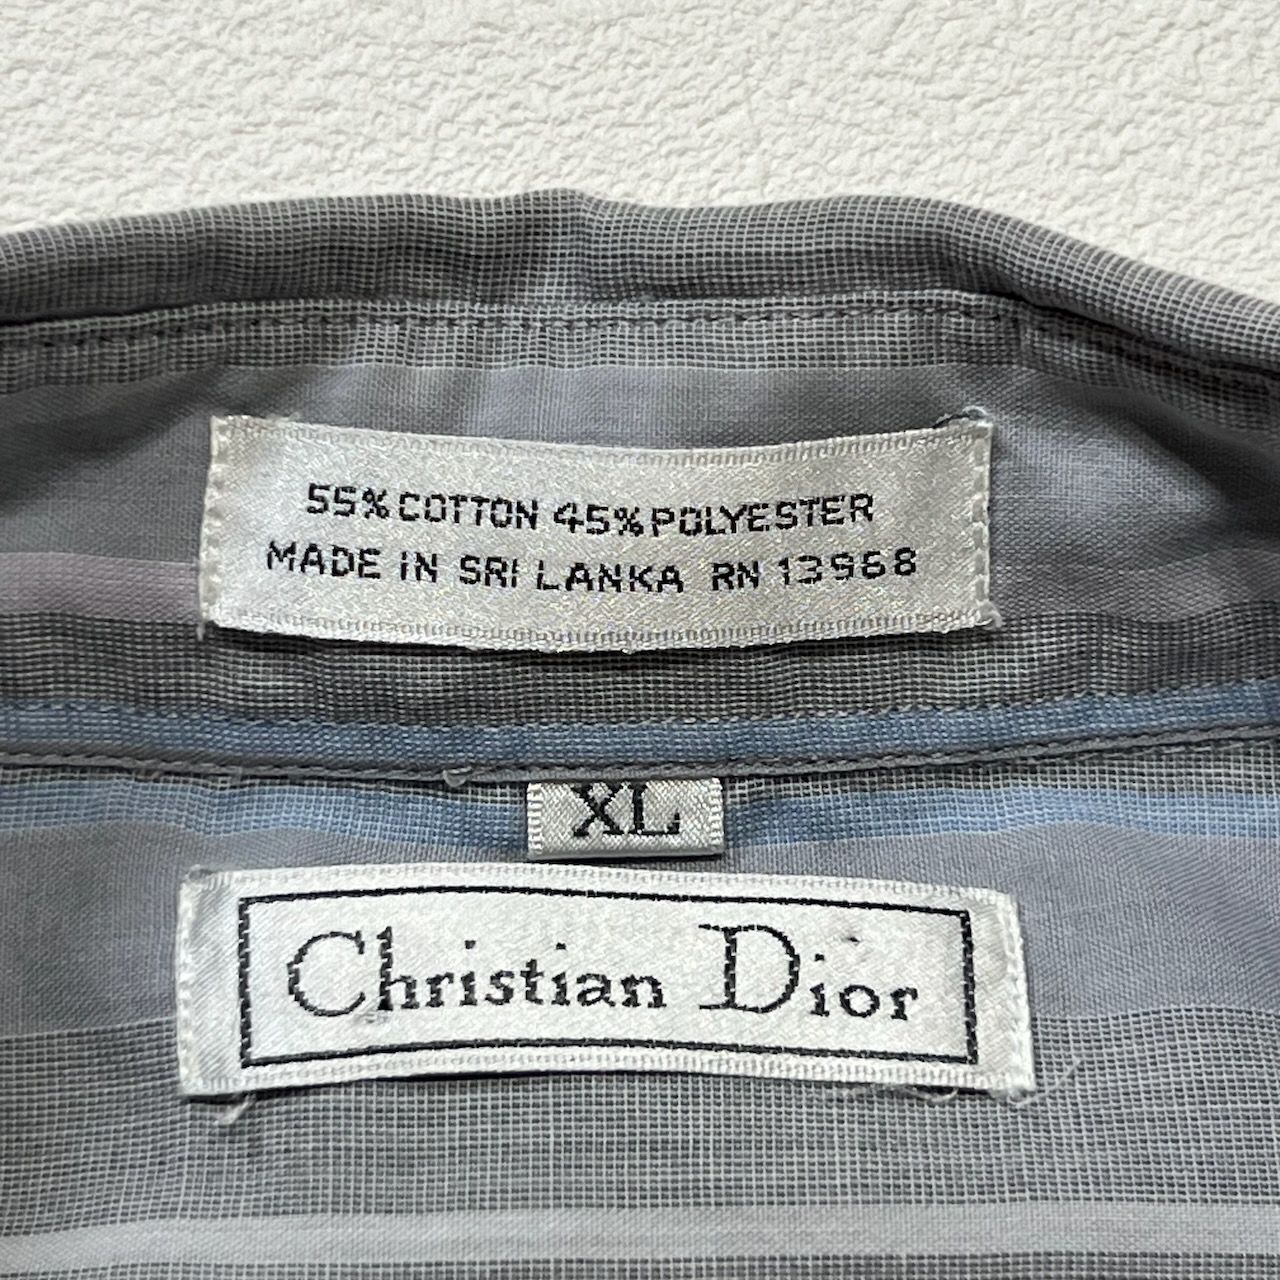 55% COTTON 45% POLYESTER
MADE IN SRI LANKA RN 13968
XL
Christian Dior